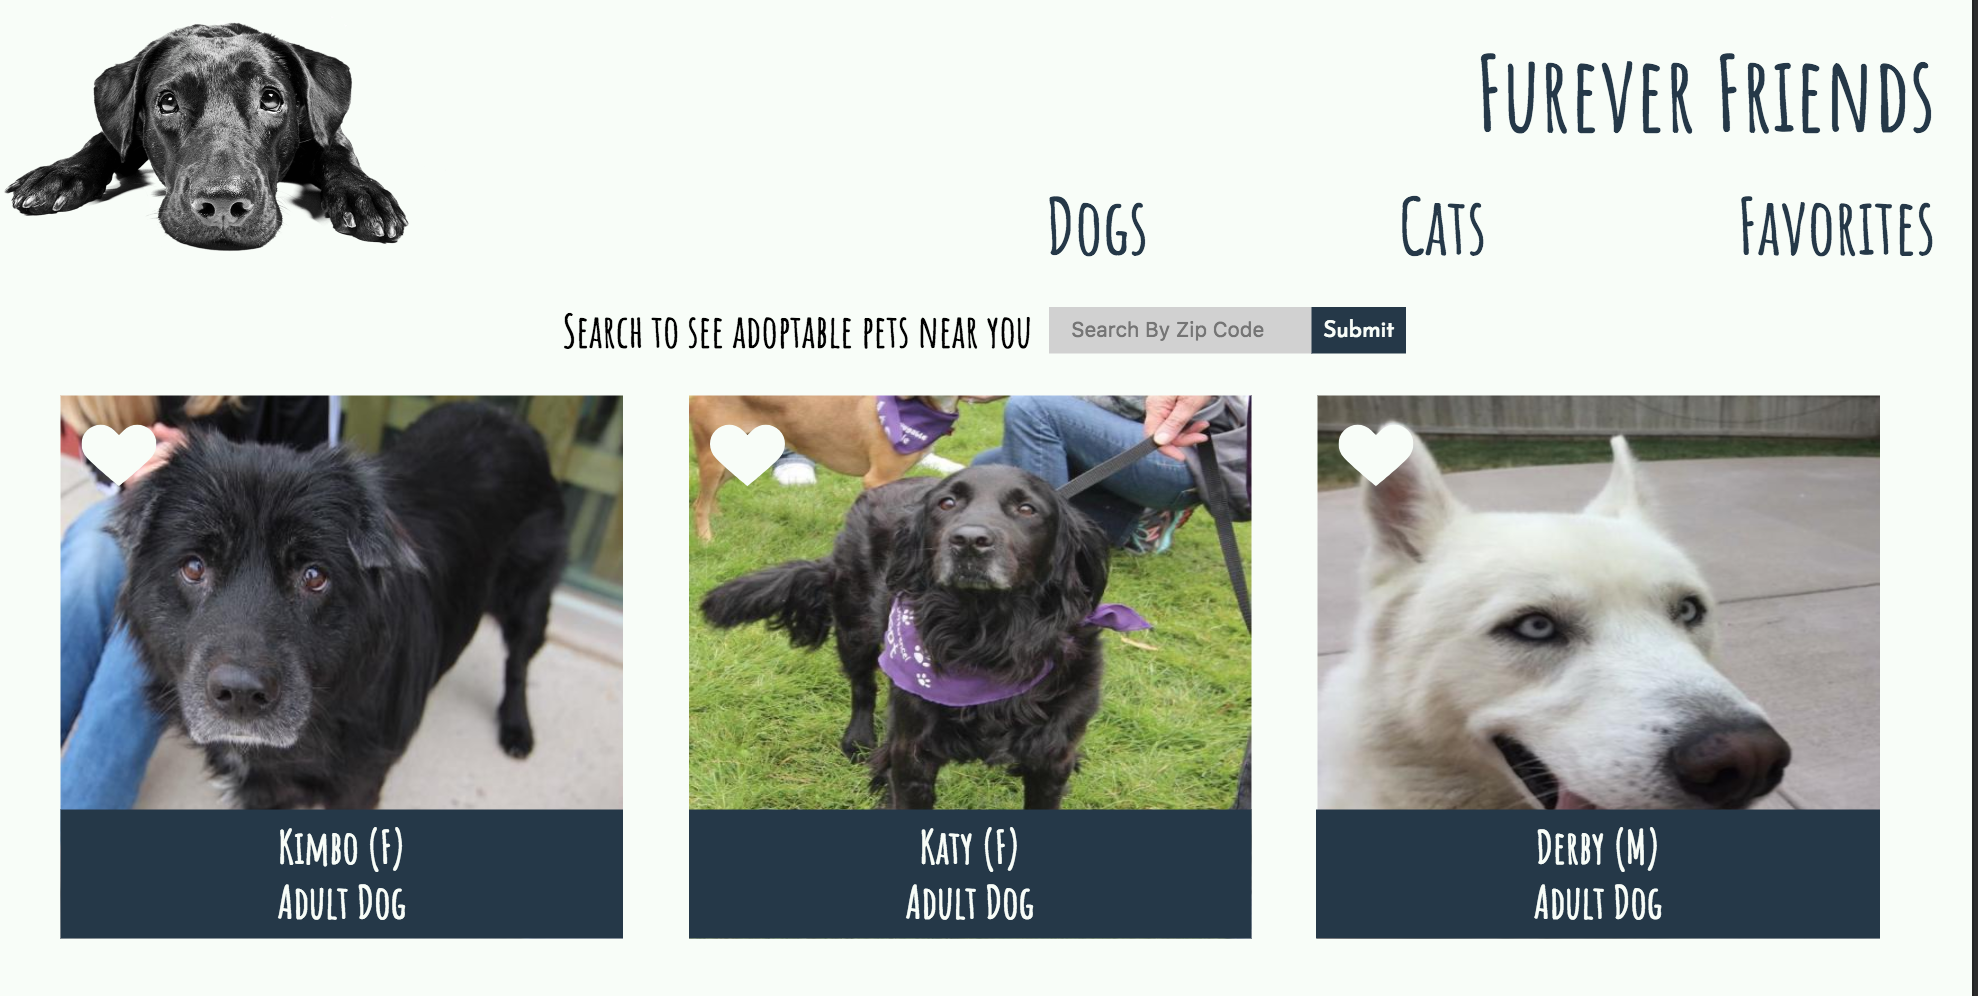 Furever Friends
Dogs Cats Favorites
Search to see adoptable pets near you Search By Zip Code Submit
Kimbo (F)
Adult Dog
Katy (F)
Adult Dog
Derby (M)
Adult Dog